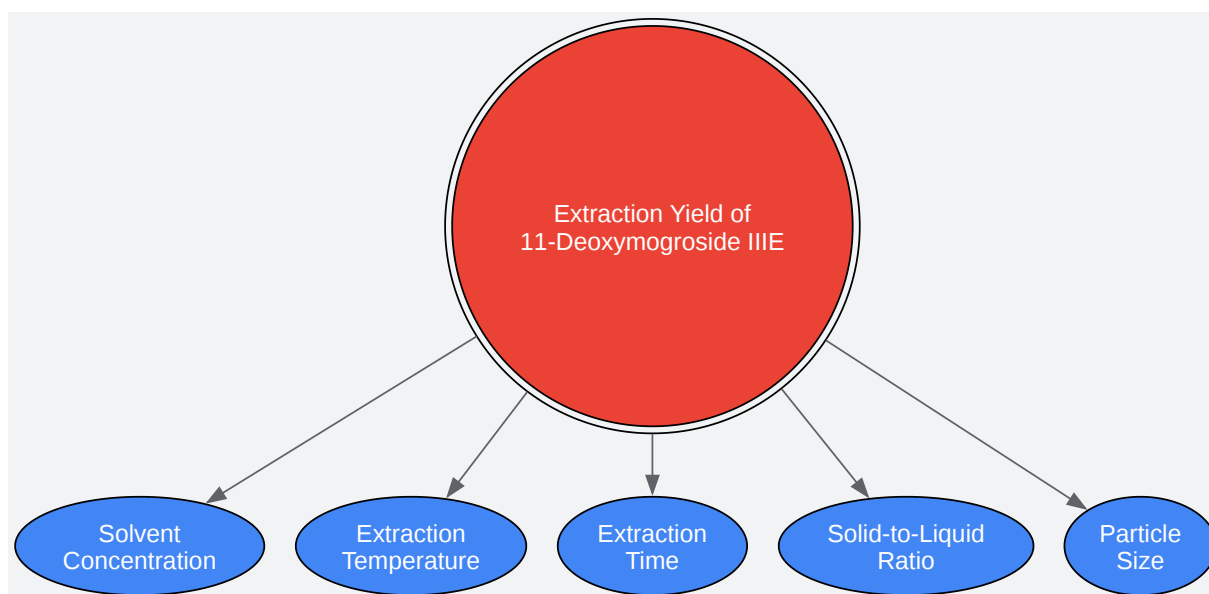 Extraction Yield of
11-Deoxymogroside IIIE
Solvent
Concentration
Extraction
Temperature
Extraction
Time
Solid-to-Liquid
Ratio
Particle
Size